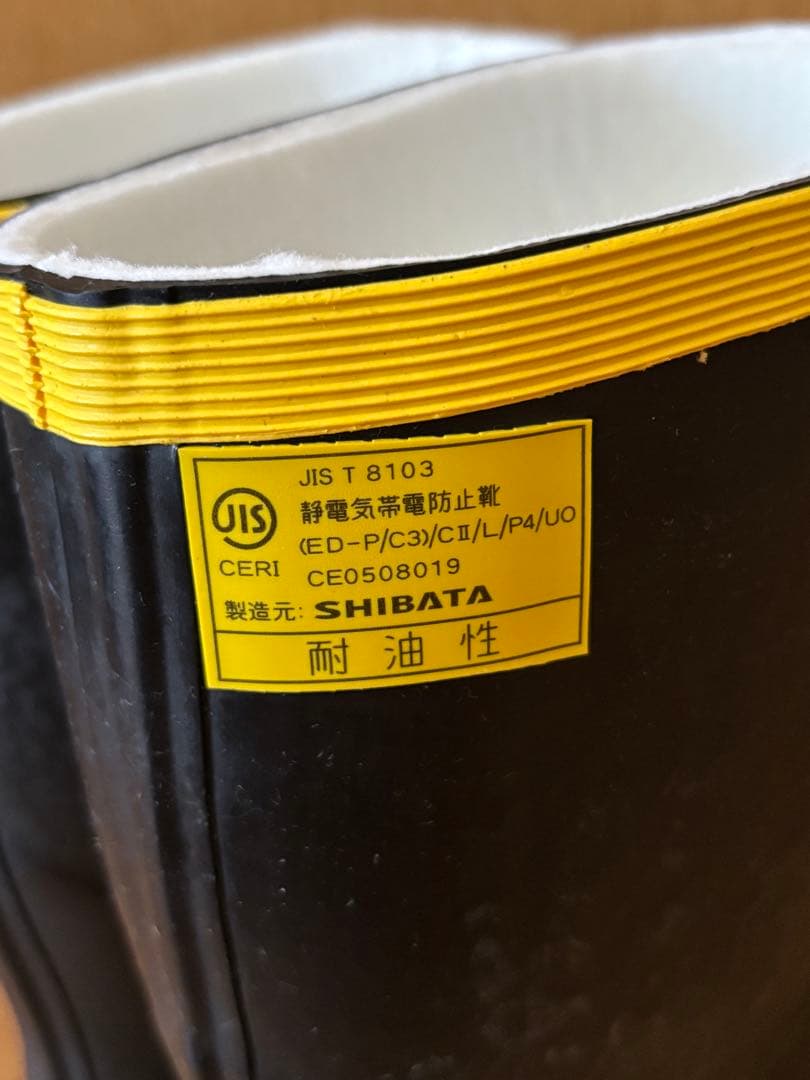 JIS T 8103
静電気帯電防止靴
(ED-P/C3)/CⅡ/L/P4/UO
JIS
CERI
CE0508019
製造元: SHIBATA
耐油性